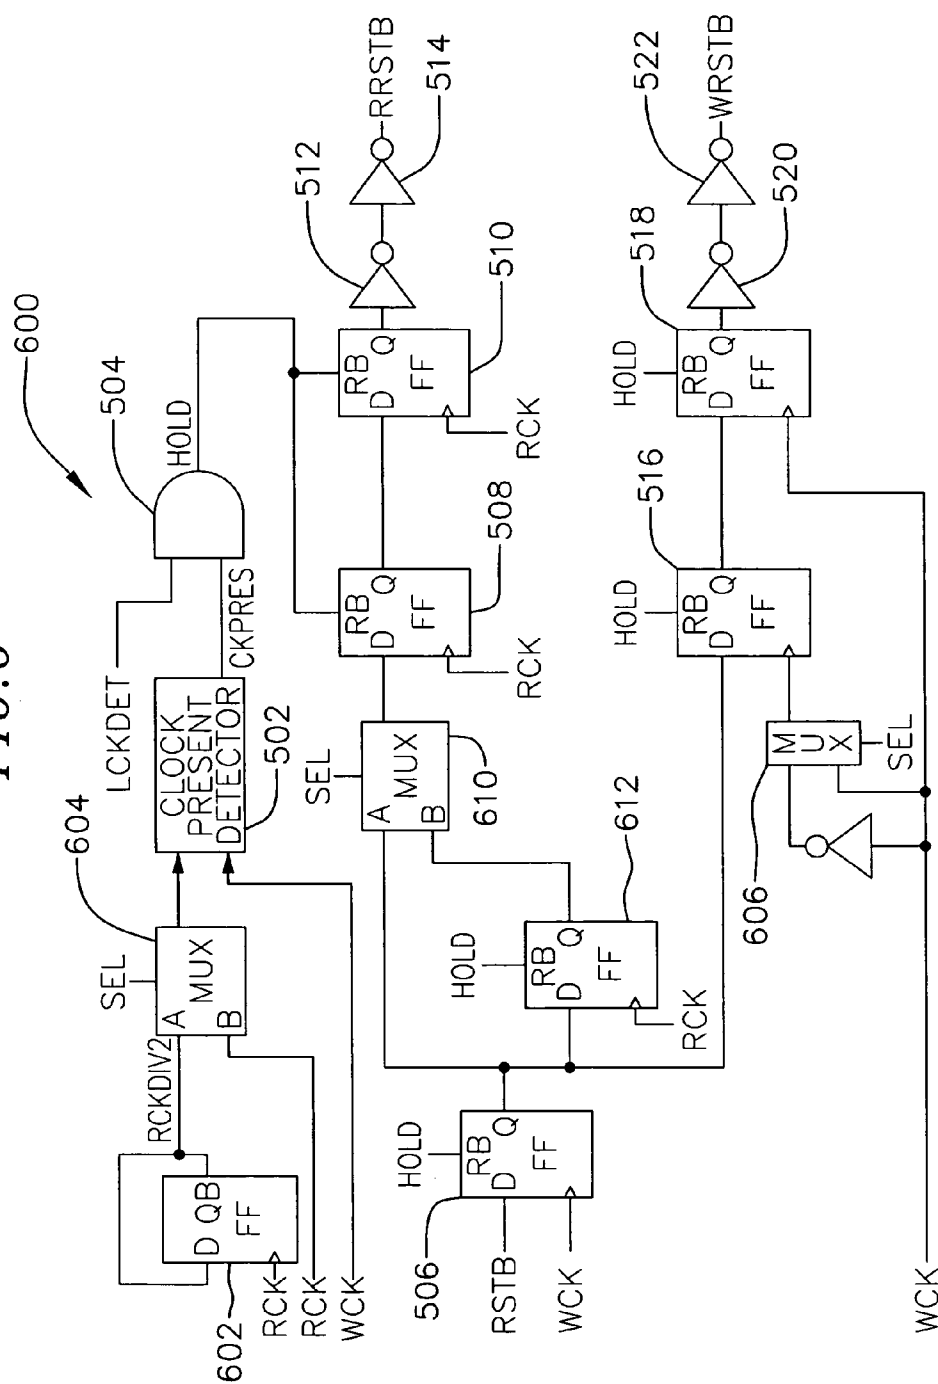 600
604
504
SEL
LCKDET
HOLD
RCKDIV2
A
MUX
B
CLOCK
PRESENT
DETECTOR
502
CKPRES
D QB
FF
602
RCK
RCK
WCK
512
514
RRSTB
SEL
A
MUX
B
610
RB
D Q
FF
508
RCK
RB
D Q
FF
510
RCK
HOLD
RB
D Q
FF
506
RSTB
WCK
HOLD
RB
D Q
FF
612
RCK
HOLD
516
RB
D Q
FF
HOLD
518
RB
D Q
FF
522
WRSTB
520
606
MUX
SEL
WCK